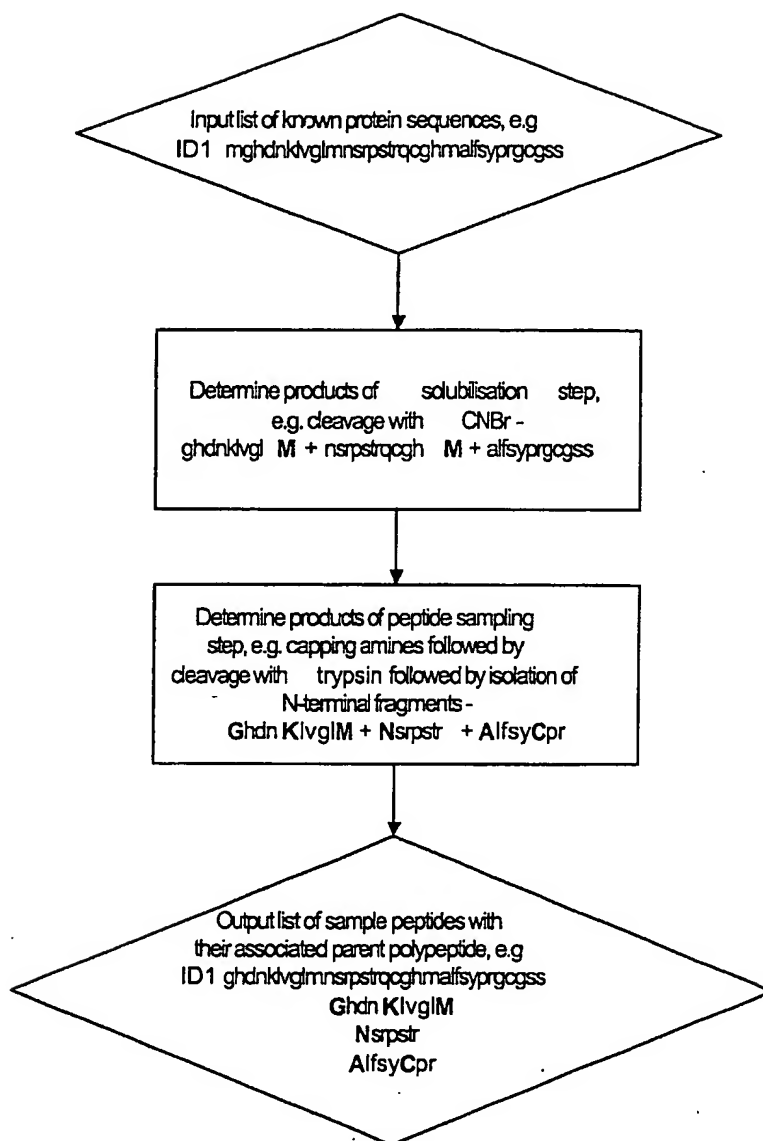 Input list of known protein sequences, e.g
ID1 mghdnklvglmnsrpstrqcghmalfsyprgcgss
Determine products of solubilisation step,
e.g. cleavage with CNBr -
ghdnklvgl M + nsrpstrqcgh M + alfsyprgcgss
Determine products of peptide sampling
step, e.g. capping amines followed by
cleavage with trypsin followed by isolation of
N-terminal fragments -
Ghdn KlvglM + Nsrpstr + AlfsyCpr
Output list of sample peptides with
their associated parent polypeptide, e.g
ID1 ghdnklvglmnsrpstrqcghmalfsyprgcgss
Ghdn KlvglM
Nsrpstr
AlfsyCpr